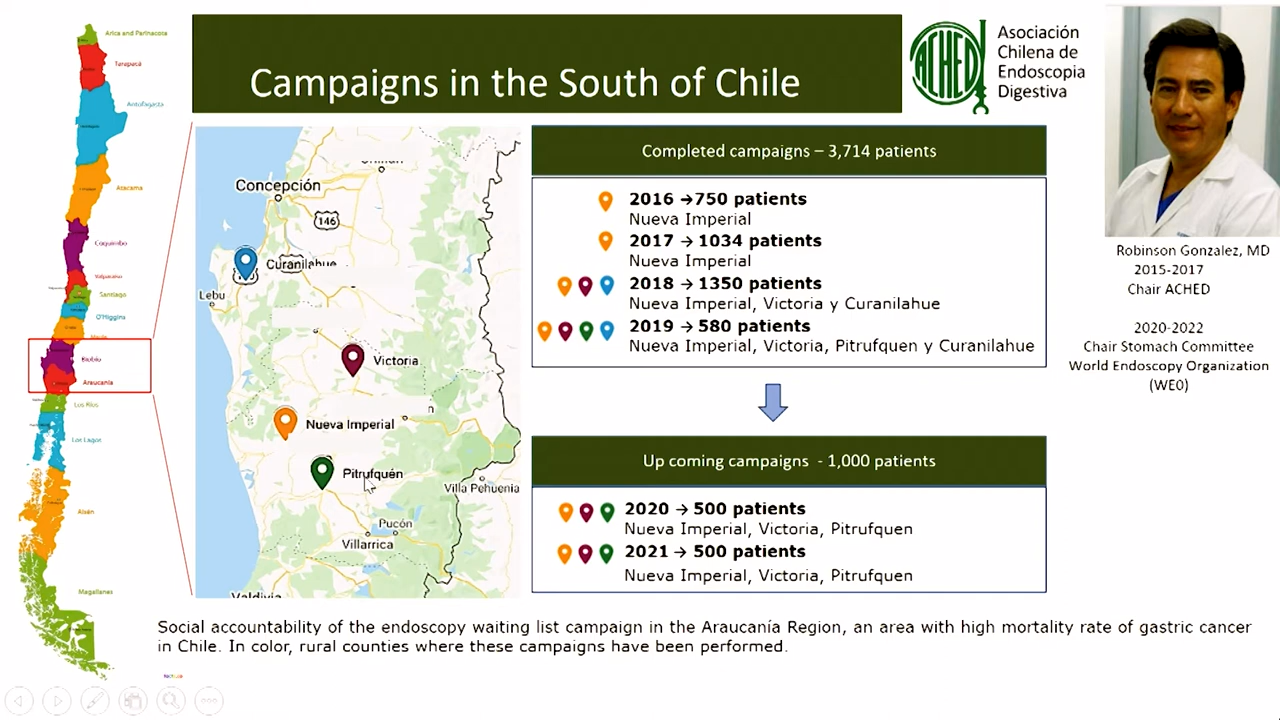 Campaigns in the South of Chile
ACHED
Asociación
Chilena de
Endoscopia
Digestiva
Arica and Parinacota
Tarapacá
Antofagasta
Atacama
Coquimbo
Valparaíso
Santiago
O'Higgins
Maule
Biobío
Araucanía
Los Ríos
Los Lagos
Aisén
Magallanes
Concepción
146
Curanilahue
Lebu
Victoria
Nueva Imperial
Pitrufquén
Villa Pehuenia
Pucón
Villarrica
Valdivia
Completed campaigns – 3,714 patients
2016 →750 patients
Nueva Imperial
2017 → 1034 patients
Nueva Imperial
2018 → 1350 patients
Nueva Imperial, Victoria y Curanilahue
2019 → 580 patients
Nueva Imperial, Victoria, Pitrufquen y Curanilahue
Up coming campaigns - 1,000 patients
2020 → 500 patients
Nueva Imperial, Victoria, Pitrufquen
2021 → 500 patients
Nueva Imperial, Victoria, Pitrufquen
Robinson Gonzalez, MD
2015-2017
Chair ACHED
2020-2022
Chair Stomach Committee
World Endoscopy Organization
(WEO)
Social accountability of the endoscopy waiting list campaign in the Araucanía Region, an area with high mortality rate of gastric cancer
in Chile. In color, rural counties where these campaigns have been performed.